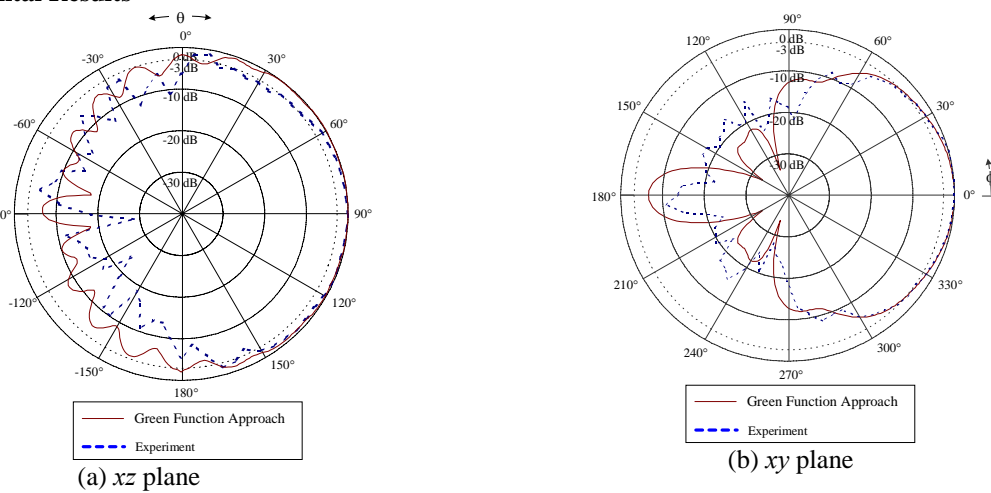 θ
0°
0 dB
-3 dB
-10 dB
-20 dB
-30 dB
30°
60°
90°
120°
150°
180°
-150°
-120°
0°
-60°
-30°
Green Function Approach
Experiment
(a) xz plane
90°
0 dB
-3 dB
-10 dB
-20 dB
30 dB
60°
30°
0°
330°
300°
270°
240°
210°
180°
150°
120°
Green Function Approach
Experiment
(b) xy plane